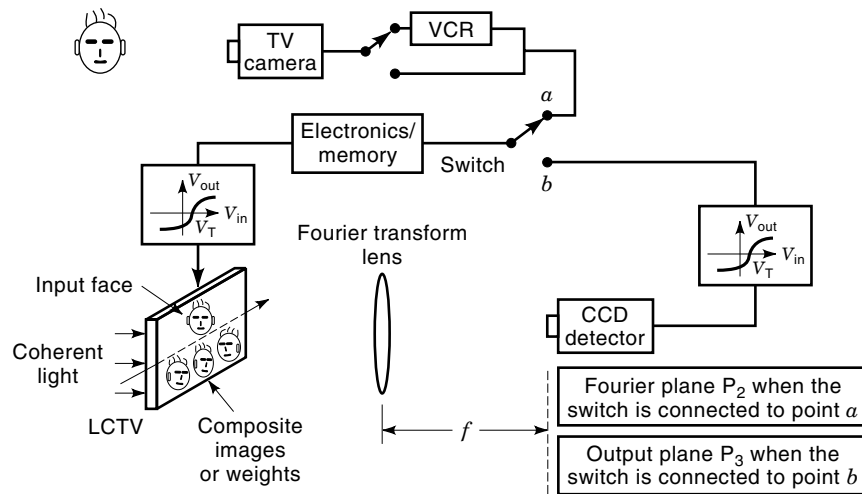 TV
camera
VCR
a
Electronics/
memory
Switch
b
V_out
V_in
V_T
V_out
V_in
V_T
Fourier transform
lens
Input face
CCD
detector
Coherent
light
LCTV
Composite
images
or weights
f
Fourier plane P₂ when the
switch is connected to point a
Output plane P₃ when the
switch is connected to point b